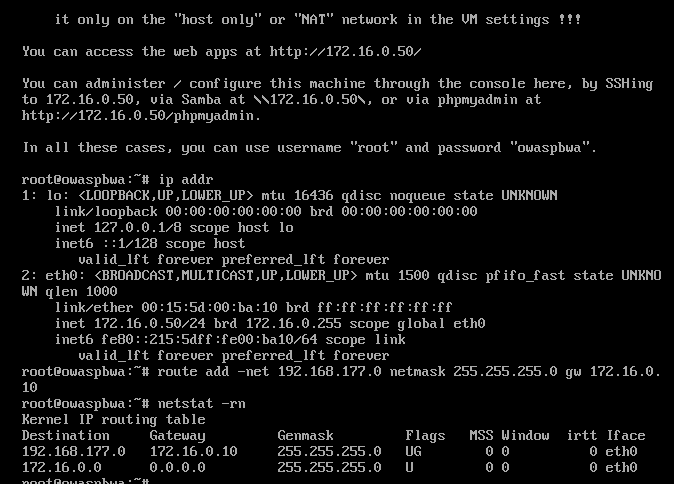 it only on the "host only" or "NAT" network in the VM settings !!!
You can access the web apps at http://172.16.0.50/
You can administer / configure this machine through the console here, by SSHing
to 172.16.0.50, via Samba at \\172.16.0.50\, or via phpmyadmin at
http://172.16.0.50/phpmyadmin.
In all these cases, you can use username "root" and password "owaspbwa".
root@owaspbwa:~# ip addr
1: lo: <LOOPBACK,UP,LOWER_UP> mtu 16436 qdisc noqueue state UNKNOWN
link/loopback 00:00:00:00:00:00 brd 00:00:00:00:00:00
inet 127.0.0.1/8 scope host lo
inet6 ::1/128 scope host
valid_lft forever preferred_lft forever
2: eth0: <BROADCAST,MULTICAST,UP,LOWER_UP> mtu 1500 qdisc pfifo_fast state UNKNO
WN qlen 1000
link/ether 00:15:5d:00:ba:10 brd ff:ff:ff:ff:ff:ff
inet 172.16.0.50/24 brd 172.16.0.255 scope global eth0
inet6 fe80::215:5dff:fe00:ba10/64 scope link
valid_lft forever preferred_lft forever
root@owaspbwa:~# route add -net 192.168.177.0 netmask 255.255.255.0 gw 172.16.0.
10
root@owaspbwa:~# netstat -rn
Kernel IP routing table
Destination Gateway Genmask Flags MSS Window irtt Iface
192.168.177.0 172.16.0.10 255.255.255.0 UG 0 0 0 eth0
172.16.0.0 0.0.0.0 255.255.255.0 U 0 0 0 eth0
root@owaspbwa:~#